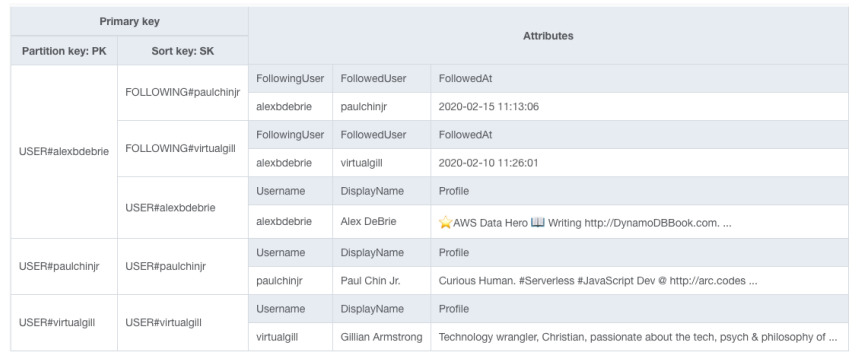 Primary key
Attributes
Partition key: PK Sort key: SK
FollowingUser FollowedUser FollowedAt
FOLLOWING#paulchinjr
alexbdebrie paulchinjr 2020-02-15 11:13:06
FollowingUser FollowedUser FollowedAt
USER#alexbdebrie FOLLOWING#virtualgill
alexbdebrie virtualgill 2020-02-10 11:26:01
Username DisplayName Profile
USER#alexbdebrie
alexbdebrie Alex DeBrie ⭐AWS Data Hero 📖 Writing http://DynamoDBBook.com. ...
Username DisplayName Profile
USER#paulchinjr USER#paulchinjr
paulchinjr Paul Chin Jr. Curious Human. #Serverless #JavaScript Dev @ http://arc.codes ...
Username DisplayName Profile
USER#virtualgill USER#virtualgill
virtualgill Gillian Armstrong Technology wrangler, Christian, passionate about the tech, psych & philosophy of ...